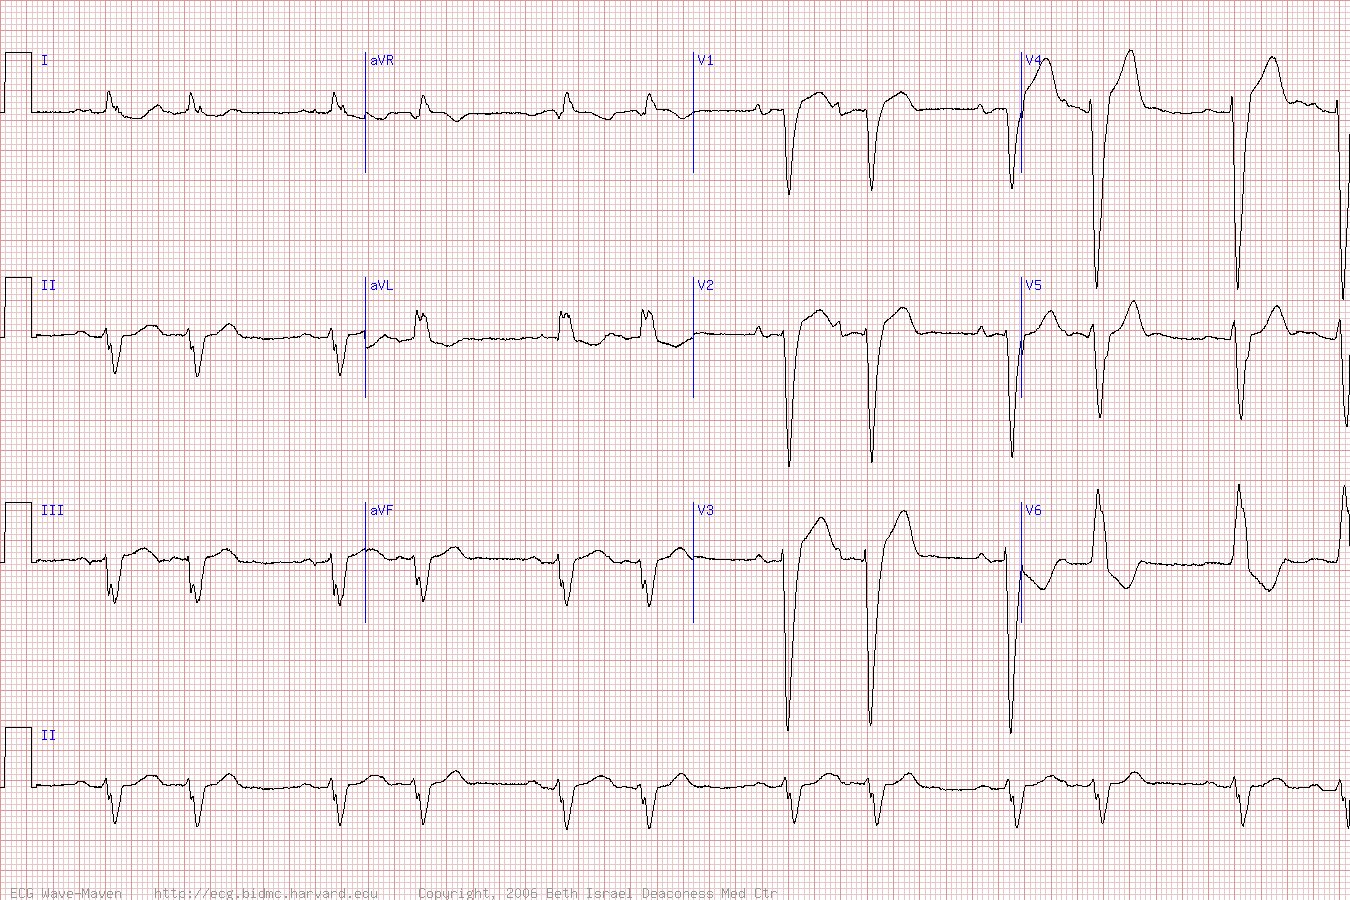 I aVR V1 V4
II aVL V2 V5
III aVF V3 V6
II
ECG Wave-Maven http://ecg.bidmc.harvard.edu Copyright, 2006 Beth Israel Deaconess Med Ctr